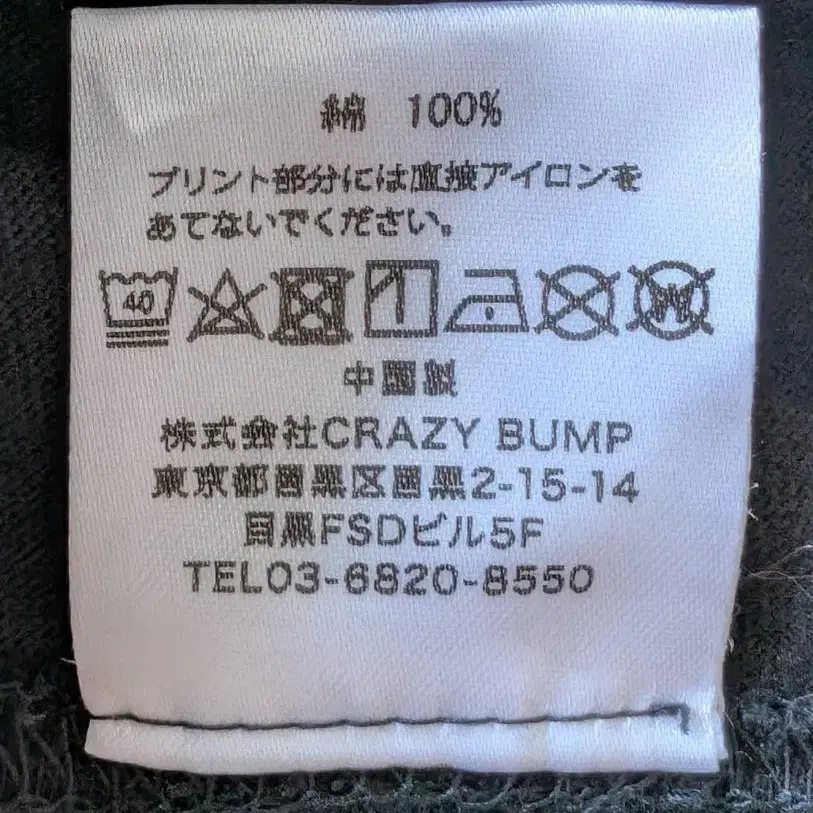 綿 100%
プリント部分には直接アイロンを
あてないでください。
40
W
中国製
株式会社CRAZY BUMP
東京都目黒区目黒2-15-14
目黒FSDビル5F
TEL03-6820-8550